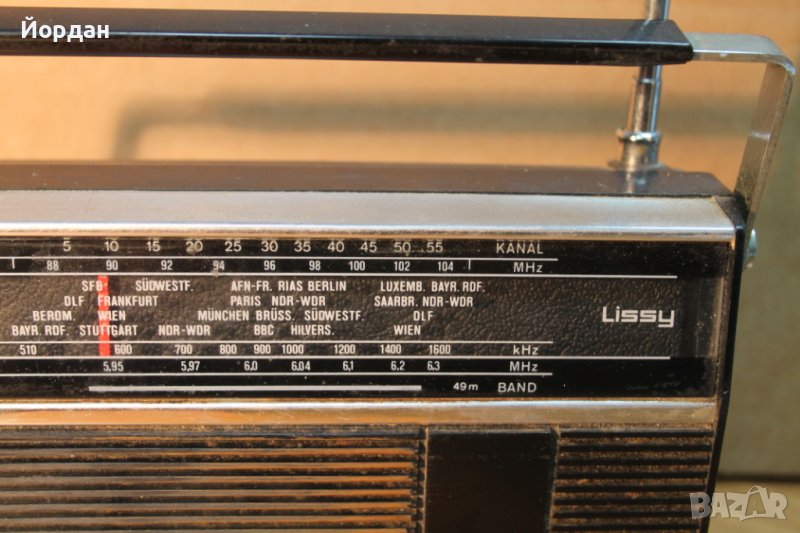 Йордан
5 10 15 20 25 30 35 40 45 50 55 KANAL
88 90 92 94 96 98 100 102 104 MHz
SFB SÜDWESTF. AFN-FR. RIAS BERLIN LUXEMB. BAYR. RDF.
DLF FRANKFURT PARIS NDR-WDR SAARBR. NDR-WDR
BEROM. WIEN MÜNCHEN BRÜSS. SÜDWESTF. DLF
BAYR. RDF. STUTTGART NDR-WDR BBC HILVERS. WIEN
Lissy
510 600 700 800 900 1000 1200 1400 1600 kHz
5,95 5,97 6,0 6,04 6,1 6,2 6,3 MHz
49m BAND
BAZAR